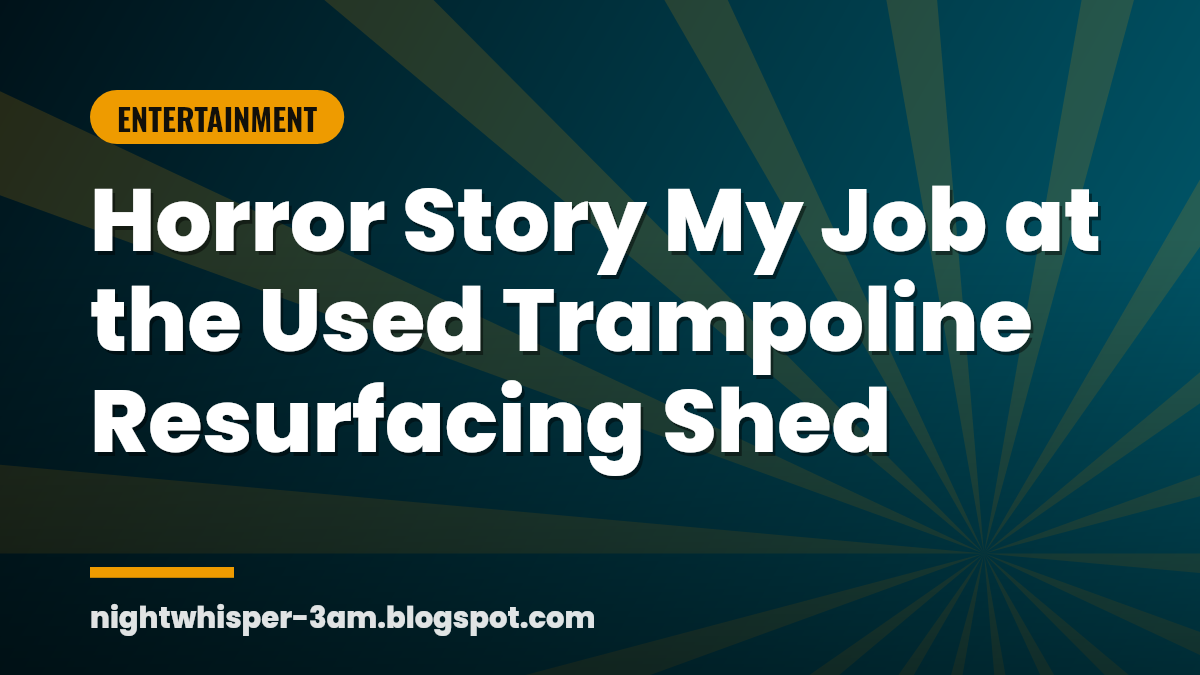 ENTERTAINMENT
Horror Story My Job at
the Used Trampoline
Resurfacing Shed
nightwhisper-3am.blogspot.com